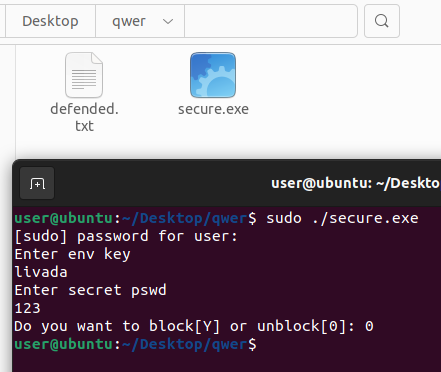 Desktop qwer
defended.
txt
secure.exe
user@ubuntu: ~/Deskto
user@ubuntu:~/Desktop/qwer$ sudo ./secure.exe
[sudo] password for user:
Enter env key
livada
Enter secret pswd
123
Do you want to block[Y] or unblock[0]: 0
user@ubuntu:~/Desktop/qwer$